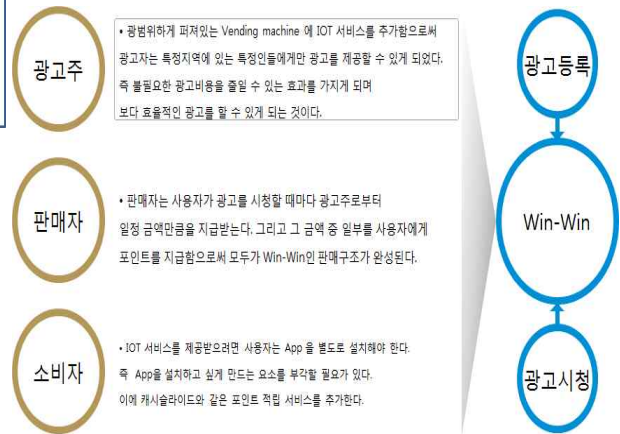 광고주
• 광범위하게 퍼져있는 Vending machine 에 IOT 서비스를 추가함으로써
광고자는 특정지역에 있는 특정인들에게만 광고를 제공할 수 있게 되었다.
즉 불필요한 광고비용을 줄일 수 있는 효과를 가지게 되며
보다 효율적인 광고를 할 수 있게 되는 것이다.
판매자
• 판매자는 사용자가 광고를 시청할 때마다 광고주로부터
일정 금액만큼을 지급받는다. 그리고 그 금액 중 일부를 사용자에게
포인트를 지급함으로써 모두가 Win-Win인 판매구조가 완성된다.
소비자
• IOT 서비스를 제공받으려면 사용자는 App 을 별도로 설치해야 한다.
즉 App을 설치하고 싶게 만드는 요소를 부각할 필요가 있다.
이에 캐시슬라이드와 같은 포인트 적립 서비스를 추가한다.
광고등록
Win-Win
광고시청